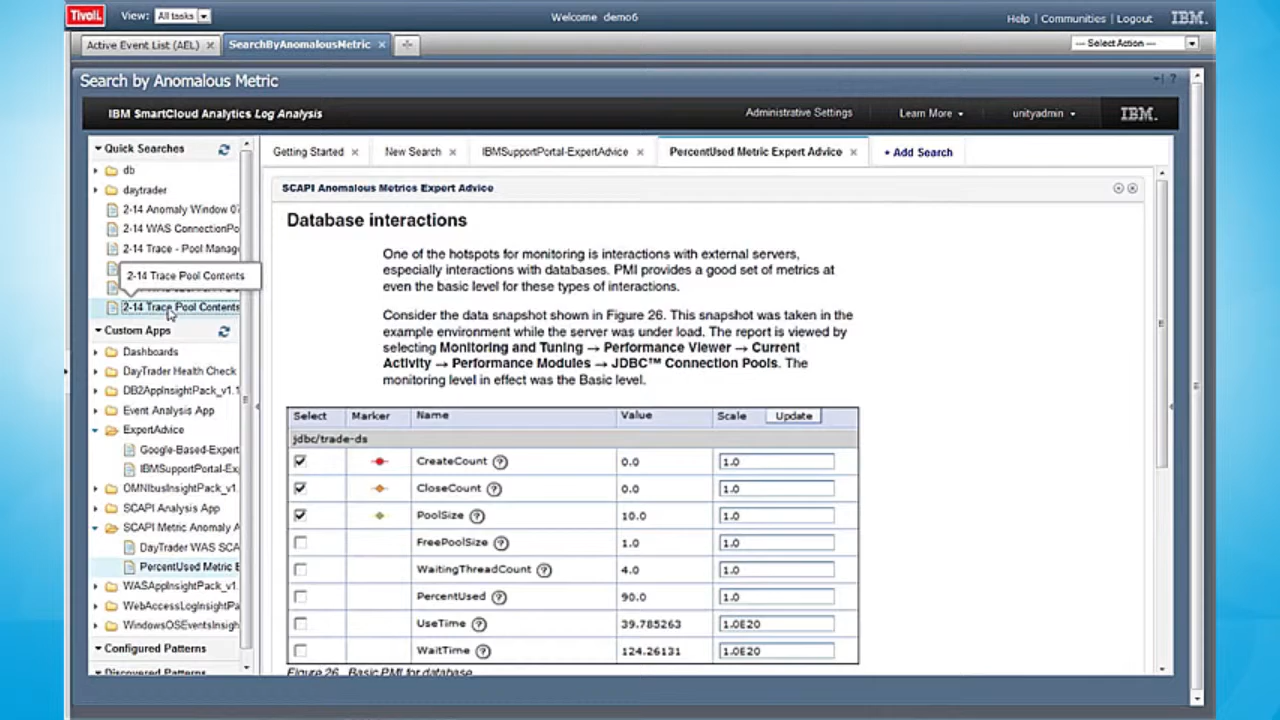 Tivoli. View: All tasks Welcome demo6 Help | Communities | Logout IBM.
Active Event List (AEL) × SearchByAnomalousMetric × --- Select Action ---
Search by Anomalous Metric ?
IBM SmartCloud Analytics Log Analysis Administrative Settings Learn More unityadmin IBM.
Quick Searches
db
daytrader
2-14 Anomaly Window 07
2-14 WAS ConnectionPo
2-14 Trace - Pool Manag
2-14 Trace Pool Contents
2-14 Trace Pool Contents
Custom Apps
Dashboards
DayTrader Health Check
DB2AppInsightPack_v1.1
Event Analysis App
ExpertAdvice
Google-Based-Expert
IBMSupportPortal-Ex
OMNIbusInsightPack_v1
SCAPI Analysis App
SCAPI Metric Anomaly A
DayTrader WAS SCA
PercentUsed Metric E
WASAppInsightPack_v1
WebAccessLogInsightPa
WindowsOSEventsInsigh
Configured Patterns
Discovered Patterns
Getting Started × New Search × IBMSupportPortal-ExpertAdvice × PercentUsed Metric Expert Advice × + Add Search
SCAPI Anomalous Metrics Expert Advice
Database interactions
One of the hotspots for monitoring is interactions with external servers,
especially interactions with databases. PMI provides a good set of metrics at
even the basic level for these types of interactions.
Consider the data snapshot shown in Figure 26. This snapshot was taken in the
example environment while the server was under load. The report is viewed by
selecting Monitoring and Tuning → Performance Viewer → Current
Activity → Performance Modules → JDBC™ Connection Pools. The
monitoring level in effect was the Basic level.
Select Marker Name Value Scale Update
jdbc/trade-ds
CreateCount ? 0.0 1.0
CloseCount ? 0.0 1.0
PoolSize ? 10.0 1.0
FreePoolSize ? 1.0 1.0
WaitingThreadCount ? 4.0 1.0
PercentUsed ? 90.0 1.0
UseTime ? 39.785263 1.0E20
WaitTime ? 124.26131 1.0E20
Figure 26 Basic PMI for database